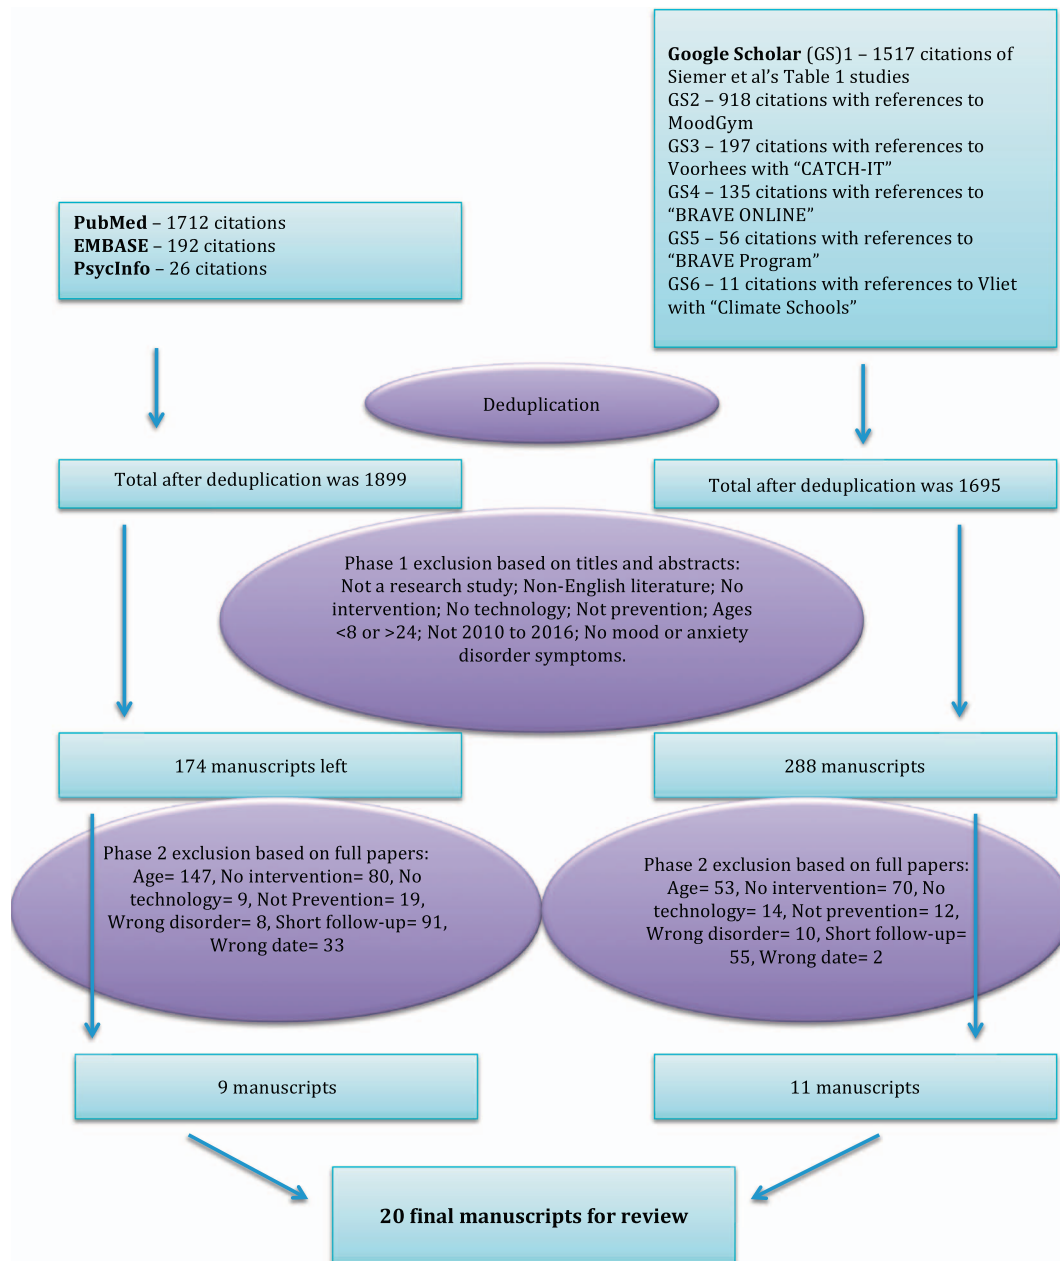 Google Scholar (GS)1 – 1517 citations of
Siemer et al's Table 1 studies
GS2 – 918 citations with references to
MoodGym
GS3 – 197 citations with references to
Voorhees with “CATCH-IT”
GS4 – 135 citations with references to
“BRAVE ONLINE”
GS5 – 56 citations with references to
“BRAVE Program”
GS6 – 11 citations with references to Vliet
with “Climate Schools”
PubMed – 1712 citations
EMBASE – 192 citations
PsycInfo – 26 citations
Deduplication
Total after deduplication was 1899
Total after deduplication was 1695
Phase 1 exclusion based on titles and abstracts:
Not a research study; Non-English literature; No
intervention; No technology; Not prevention; Ages
<8 or >24; Not 2010 to 2016; No mood or anxiety
disorder symptoms.
174 manuscripts left
288 manuscripts
Phase 2 exclusion based on full papers:
Age= 147, No intervention= 80, No
technology= 9, Not Prevention= 19,
Wrong disorder= 8, Short follow-up= 91,
Wrong date= 33
Phase 2 exclusion based on full papers:
Age= 53, No intervention= 70, No
technology= 14, Not prevention= 12,
Wrong disorder= 10, Short follow-up=
55, Wrong date= 2
9 manuscripts
11 manuscripts
20 final manuscripts for review